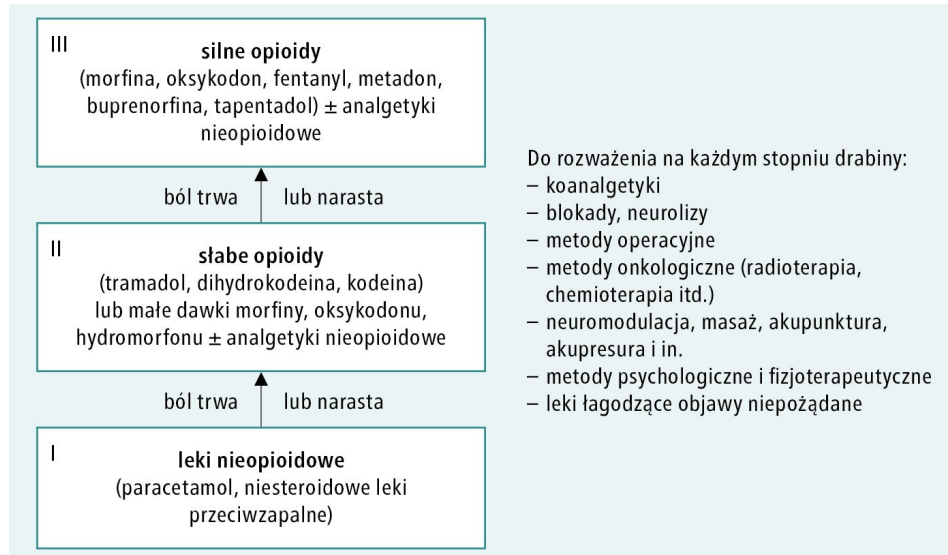 III
silne opioidy
(morfina, oksykodon, fentanyl, metadon,
buprenorfina, tapentadol) ± analgetyki
nieopioidowe
ból trwa lub narasta
II
słabe opioidy
(tramadol, dihydrokodeina, kodeina)
lub małe dawki morfiny, oksykodonu,
hydromorfonu ± analgetyki nieopioidowe
ból trwa lub narasta
I
leki nieopioidowe
(paracetamol, niesteroidowe leki
przeciwzapalne)
Do rozważenia na każdym stopniu drabiny:
– koanalgetyki
– blokady, neurolizy
– metody operacyjne
– metody onkologiczne (radioterapia,
chemioterapia itd.)
– neuromodulacja, masaż, akupunktura,
akupresura i in.
– metody psychologiczne i fizjoterapeutyczne
– leki łagodzące objawy niepożądane